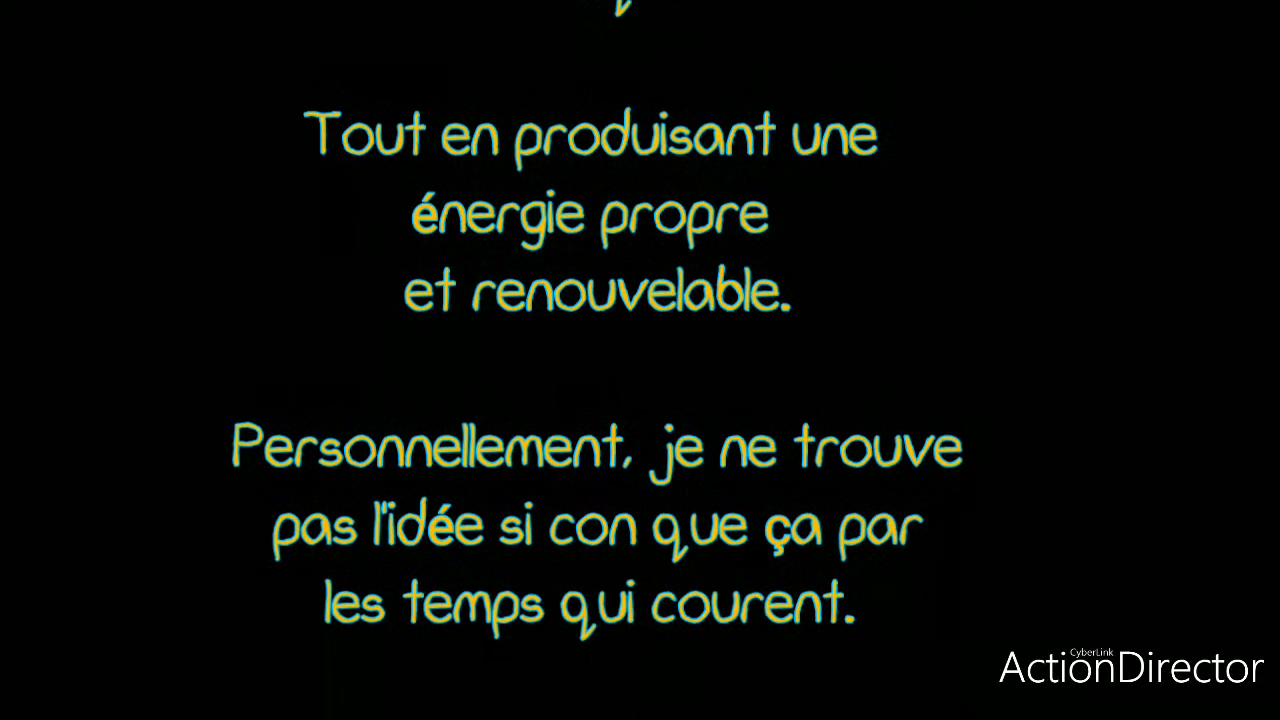 Tout en produisant une
énergie propre
et renouvelable.
Personnellement, je ne trouve
pas l'idée si con que ça par
les temps qui courent.
CyberLink
ActionDirector